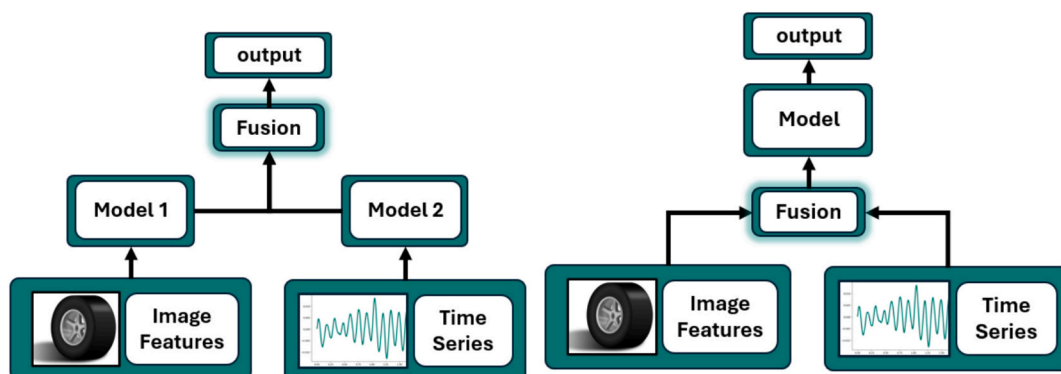 output
Fusion
Model 1
Model 2
Image
Features
Time
Series
output
Model
Fusion
Image
Features
Time
Series